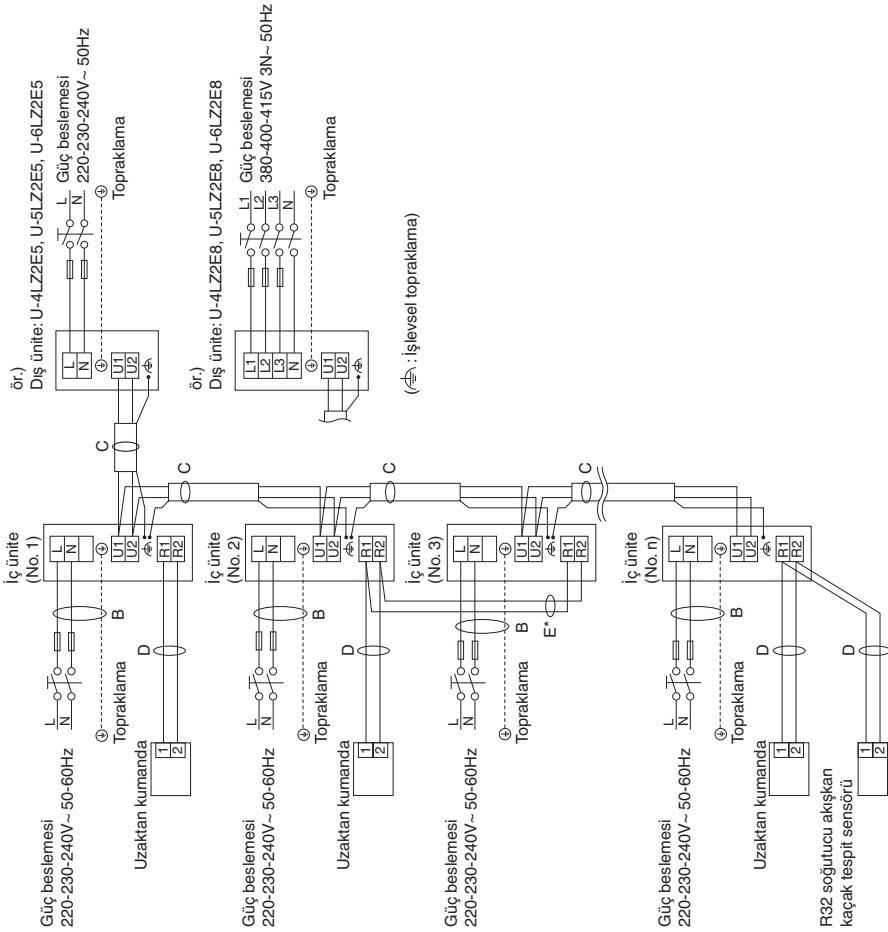 ör.)
Dış ünite: U-4LZ2E5, U-5LZ2E5, U-6LZ2E5
L
N
U1
U2
L
N
Güç beslemesi
220-230-240V~ 50Hz
Topraklama
ör.)
Dış ünite: U-4LZ2E8, U-5LZ2E8, U-6LZ2E8
L1
L2
L3
N
U1
U2
L1
L2
L3
N
Güç beslemesi
380-400-415V 3N~ 50Hz
Topraklama
( : İşlevsel topraklama)
C
C
C
C
İç ünite
(No. 1)
L
N
U1
U2
R1
R2
B
D
Güç beslemesi
220-230-240V~ 50-60Hz
L
N
Topraklama
Uzaktan kumanda
1
2
İç ünite
(No. 2)
L
N
U1
U2
R1
R2
B
D
Güç beslemesi
220-230-240V~ 50-60Hz
L
N
Topraklama
Uzaktan kumanda
1
2
İç ünite
(No. 3)
L
N
U1
U2
R1
R2
B
E*
Güç beslemesi
220-230-240V~ 50-60Hz
L
N
Topraklama
İç ünite
(No. n)
L
N
U1
U2
R1
R2
B
D
D
Güç beslemesi
220-230-240V~ 50-60Hz
L
N
Topraklama
Uzaktan kumanda
1
2
R32 soğutucu akışkan
kaçak tespit sensörü
1
2